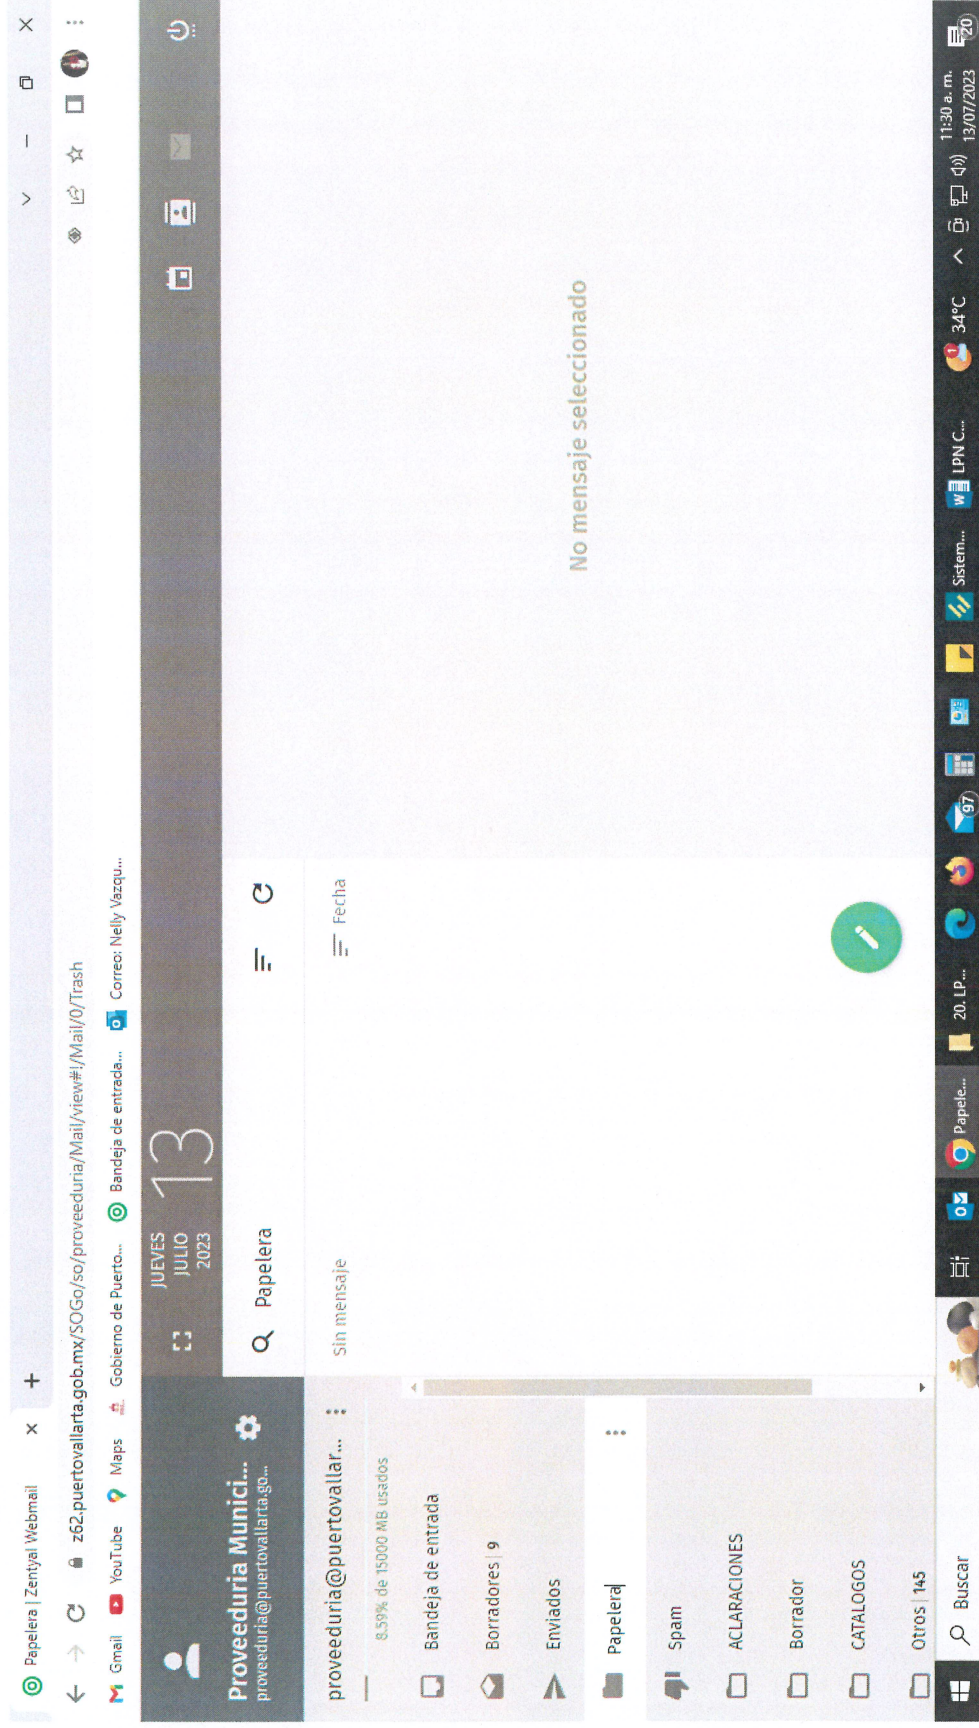 Papelera | Zentyal Webmail
z62.puertovallarta.gob.mx/SOGo/so/proveeduria/Mail/view#!/Mail/0/Trash
Gmail YouTube Maps Gobierno de Puerto... Bandeja de entrada... Correo: Nelly Vazqu...
Proveeduria Munici...
proveeduria@puertovallarta.go...
JUEVES
JULIO
2023
13
proveeduria@puertovallar...
8.59% de 15000 MB usados
Bandeja de entrada
Borradores | 9
Enviados
Papelera
Spam
ACLARACIONES
Borrador
CATALOGOS
Otros | 145
Papelera
Sin mensaje
Fecha
No mensaje seleccionado
Buscar
Papele...
20. LP...
97
Sistem...
LPN C...
1
34°C
11:30 a. m.
13/07/2023
20